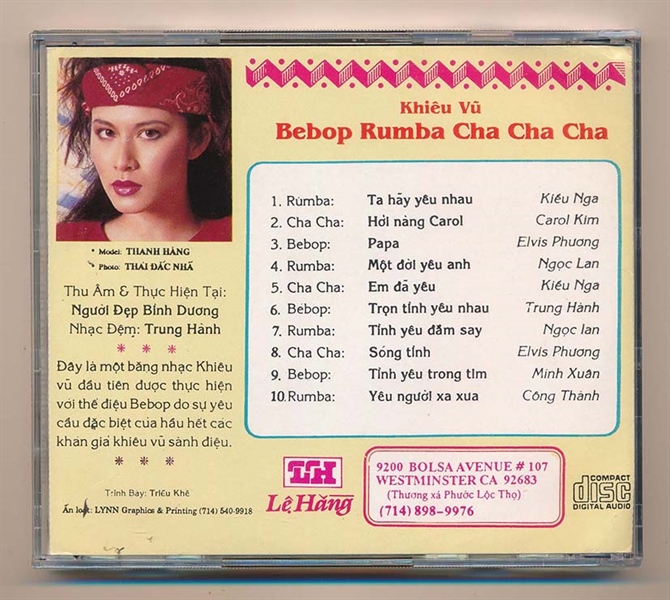 Khiêu Vũ
Bebop Rumba Cha Cha Cha
1. Rumba: Ta hãy yêu nhau Kiều Nga
2. Cha Cha: Hỡi nàng Carol Carol Kim
3. Bebop: Papa Elvis Phương
4. Rumba: Một đời yêu anh Ngọc Lan
5. Cha Cha: Em đã yêu Kiều Nga
6. Bebop: Trọn tình yêu nhau Trung Hành
7. Rumba: Tình yêu đắm say Ngọc lan
8. Cha Cha: Sóng tình Elvis Phương
9. Bebop: Tình yêu trong tim Minh Xuân
10. Rumba: Yêu người xa xưa Công Thành
• Model: THANH HÀNG
Photo: THÁI ĐẮC NHÃ
Thu Âm & Thực Hiện Tại:
Người Đẹp Bình Dương
Nhạc Đệm: Trung Hành
* * *
Đây là một băng nhạc Khiêu
vũ đầu tiên được thực hiện
với thể điệu Bebop do sự yêu
cầu đặc biệt của hầu hết các
khán giả khiêu vũ sành điệu.
* * *
Trình Bày: Triều Khê
Ấn loát: LYNN Graphics & Printing (714) 540-9918
LH
Lệ Hằng
9200 BOLSA AVENUE # 107
WESTMINSTER CA 92683
(Thương xá Phước Lộc Thọ)
(714) 898-9976
COMPACT
disc
DIGITAL AUDIO